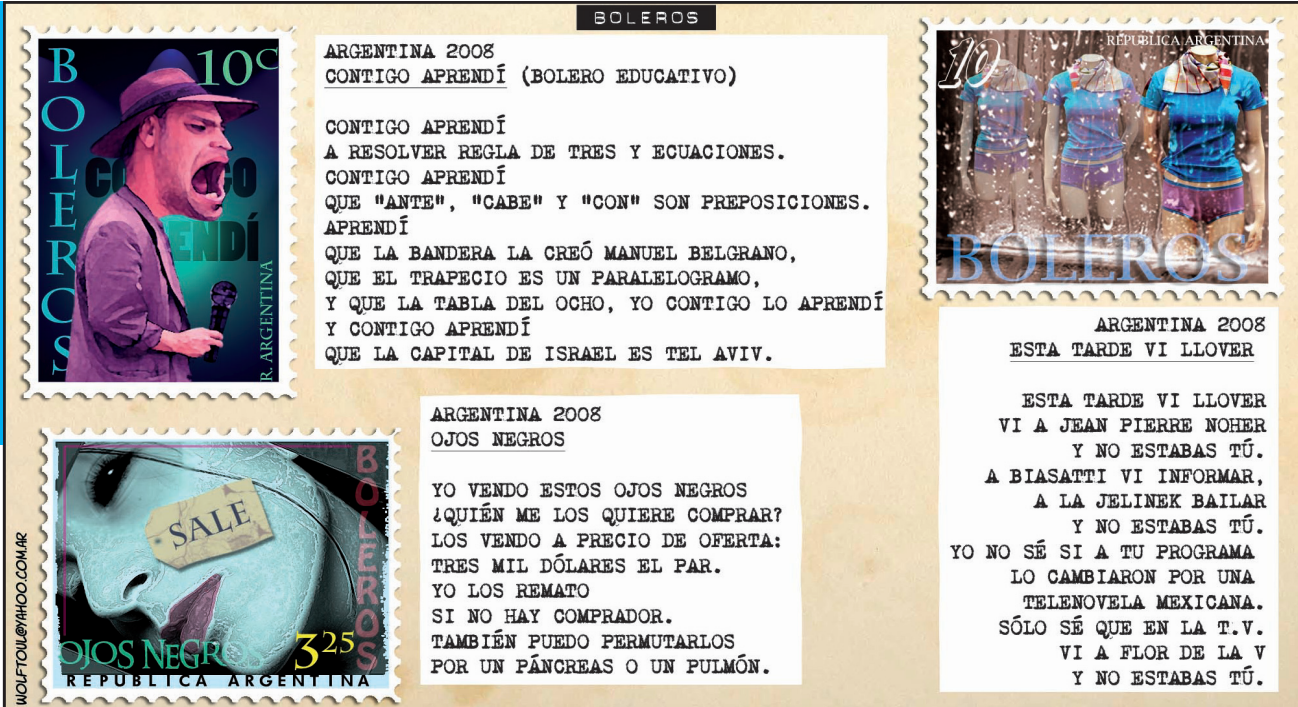 BOLEROS
BOLEROS
10C
CONTIGO
APRENDÍ
R. ARGENTINA
ARGENTINA 2008
CONTIGO APRENDÍ (BOLERO EDUCATIVO)
CONTIGO APRENDÍ
A RESOLVER REGLA DE TRES Y ECUACIONES.
CONTIGO APRENDÍ
QUE "ANTE", "CABE" Y "CON" SON PREPOSICIONES.
APRENDÍ
QUE LA BANDERA LA CREÓ MANUEL BELGRANO,
QUE EL TRAPECIO ES UN PARALELOGRAMO,
Y QUE LA TABLA DEL OCHO, YO CONTIGO LO APRENDÍ
Y CONTIGO APRENDÍ
QUE LA CAPITAL DE ISRAEL ES TEL AVIV.
10
REPUBLICA ARGENTINA
BOLEROS
ARGENTINA 2008
ESTA TARDE VI LLOVER
ESTA TARDE VI LLOVER
VI A JEAN PIERRE NOHER
Y NO ESTABAS TÚ.
A BIASATTI VI INFORMAR,
A LA JELINEK BAILAR
Y NO ESTABAS TÚ.
YO NO SÉ SI A TU PROGRAMA
LO CAMBIARON POR UNA
TELENOVELA MEXICANA.
SÓLO SÉ QUE EN LA T.V.
VI A FLOR DE LA V
Y NO ESTABAS TÚ.
SALE
BOLEROS
OJOS NEGROS
3 25
REPUBLICA ARGENTINA
ARGENTINA 2008
OJOS NEGROS
YO VENDO ESTOS OJOS NEGROS
¿QUIÉN ME LOS QUIERE COMPRAR?
LOS VENDO A PRECIO DE OFERTA:
TRES MIL DÓLARES EL PAR.
YO LOS REMATO
SI NO HAY COMPRADOR.
TAMBIÉN PUEDO PERMUTARLOS
POR UN PÁNCREAS O UN PULMÓN.
WOLFTOUL@YAHOO.COM.AR